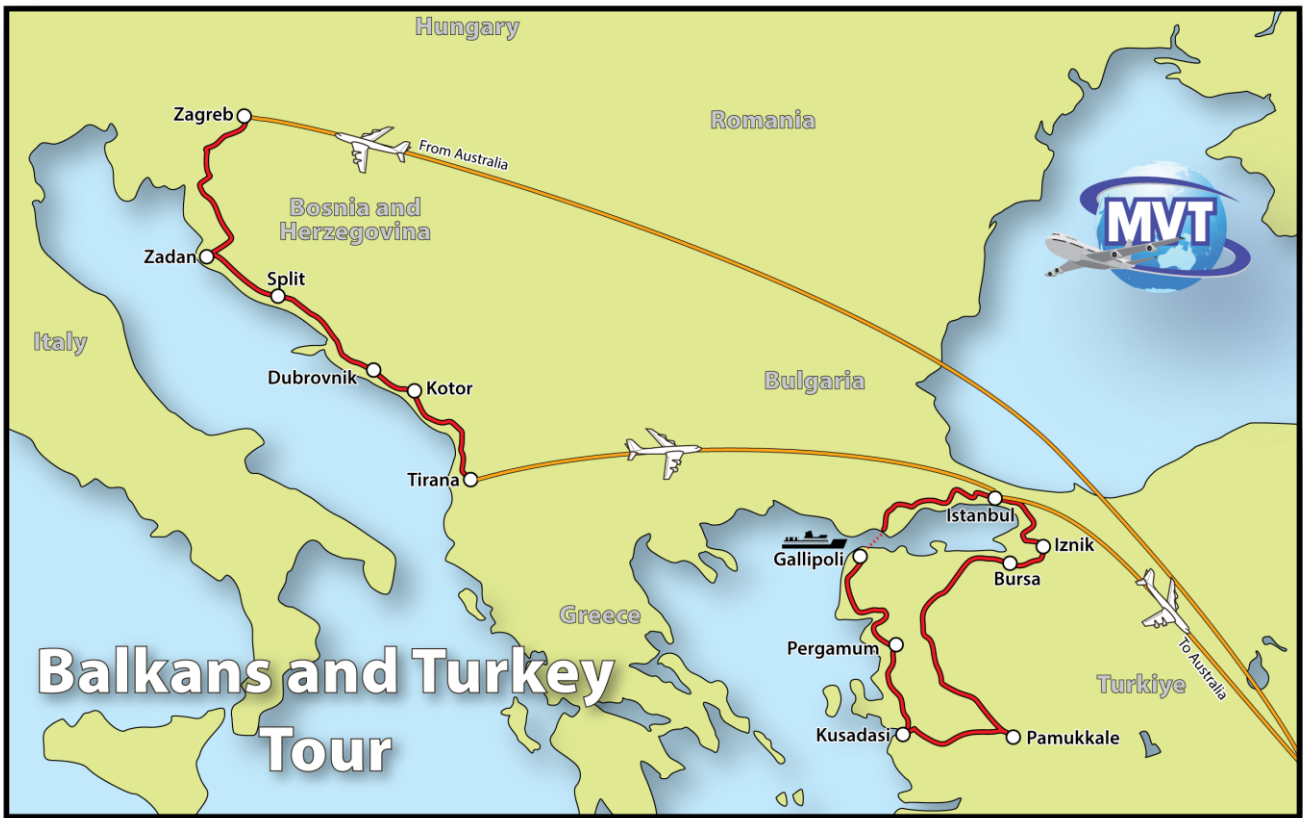 Hungary
Zagreb
Romania
From Australia
MVT
Bosnia and
Herzegovina
Zadan
Split
Italy
Dubrovnik
Kotor
Bulgaria
Tirana
Istanbul
Gallipoli
Iznik
Bursa
Greece
Pergamum
Balkans and Turkey
Tour
To Australia
Turkiye
Kusadasi
Pamukkale